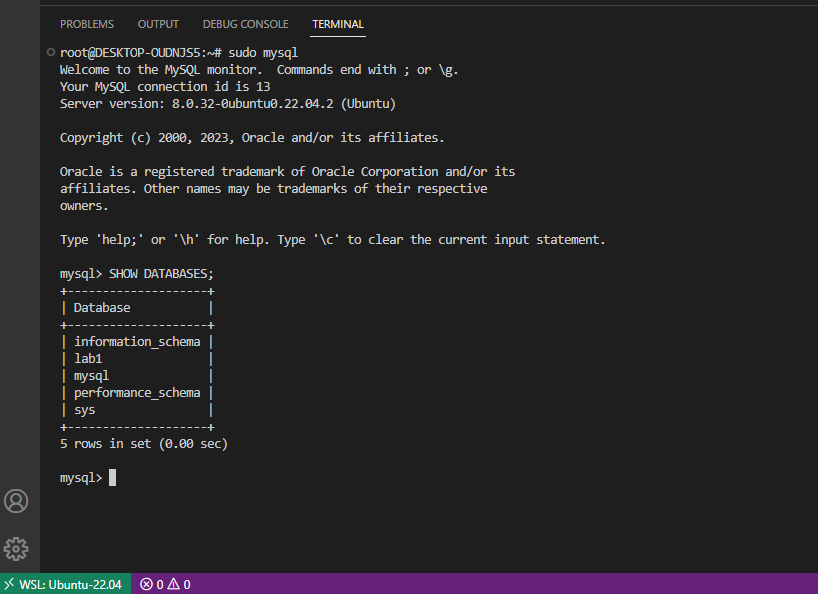 PROBLEMS OUTPUT DEBUG CONSOLE TERMINAL
root@DESKTOP-OUDNJS5:~# sudo mysql
Welcome to the MySQL monitor.  Commands end with ; or \g.
Your MySQL connection id is 13
Server version: 8.0.32-0ubuntu0.22.04.2 (Ubuntu)
Copyright (c) 2000, 2023, Oracle and/or its affiliates.
Oracle is a registered trademark of Oracle Corporation and/or its
affiliates. Other names may be trademarks of their respective
owners.
Type 'help;' or '\h' for help. Type '\c' to clear the current input statement.
mysql> SHOW DATABASES;
+--------------------+
| Database           |
+--------------------+
| information_schema |
| lab1               |
| mysql              |
| performance_schema |
| sys                |
+--------------------+
5 rows in set (0.00 sec)
mysql>
WSL: Ubuntu-22.04 0 0